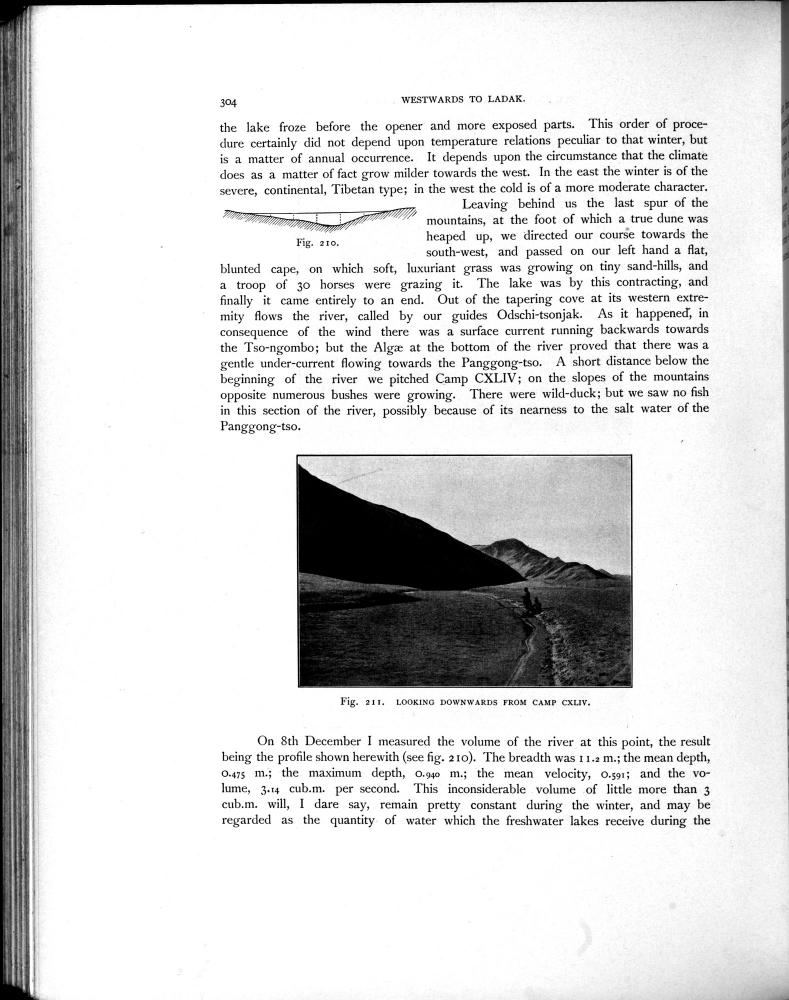 304
WESTWARDS TO LADAK.
the lake froze before the opener and more exposed parts. This order of proce-
dure certainly did not depend upon temperature relations peculiar to that winter, but
is a matter of annual occurrence. It depends upon the circumstance that the climate
does as a matter of fact grow milder towards the west. In the east the winter is of the
severe, continental, Tibetan type; in the west the cold is of a more moderate character.
Leaving behind us the last spur of the
mountains, at the foot of which a true dune was
heaped up, we directed our course towards the
south-west, and passed on our left hand a flat,
Fig. 210.
blunted cape, on which soft, luxuriant grass was growing on tiny sand-hills, and
a troop of 30 horses were grazing it. The lake was by this contracting, and
finally it came entirely to an end. Out of the tapering cove at its western extre-
mity flows the river, called by our guides Odschi-tsonjak. As it happened, in
consequence of the wind there was a surface current running backwards towards
the Tso-ngombo; but the Algæ at the bottom of the river proved that there was a
gentle under-current flowing towards the Panggong-tso. A short distance below the
beginning of the river we pitched Camp CXLIV; on the slopes of the mountains
opposite numerous bushes were growing. There were wild-duck; but we saw no fish
in this section of the river, possibly because of its nearness to the salt water of the
Panggong-tso.
Fig. 211. LOOKING DOWNWARDS FROM CAMP CXLIV.
On 8th December I measured the volume of the river at this point, the result
being the profile shown herewith (see fig. 210). The breadth was 11.2 m.; the mean depth,
0.475 m.; the maximum depth, 0.940 m.; the mean velocity, 0.591; and the vo-
lume, 3.14 cub.m. per second. This inconsiderable volume of little more than 3
cub.m. will, I dare say, remain pretty constant during the winter, and may be
regarded as the quantity of water which the freshwater lakes receive during the